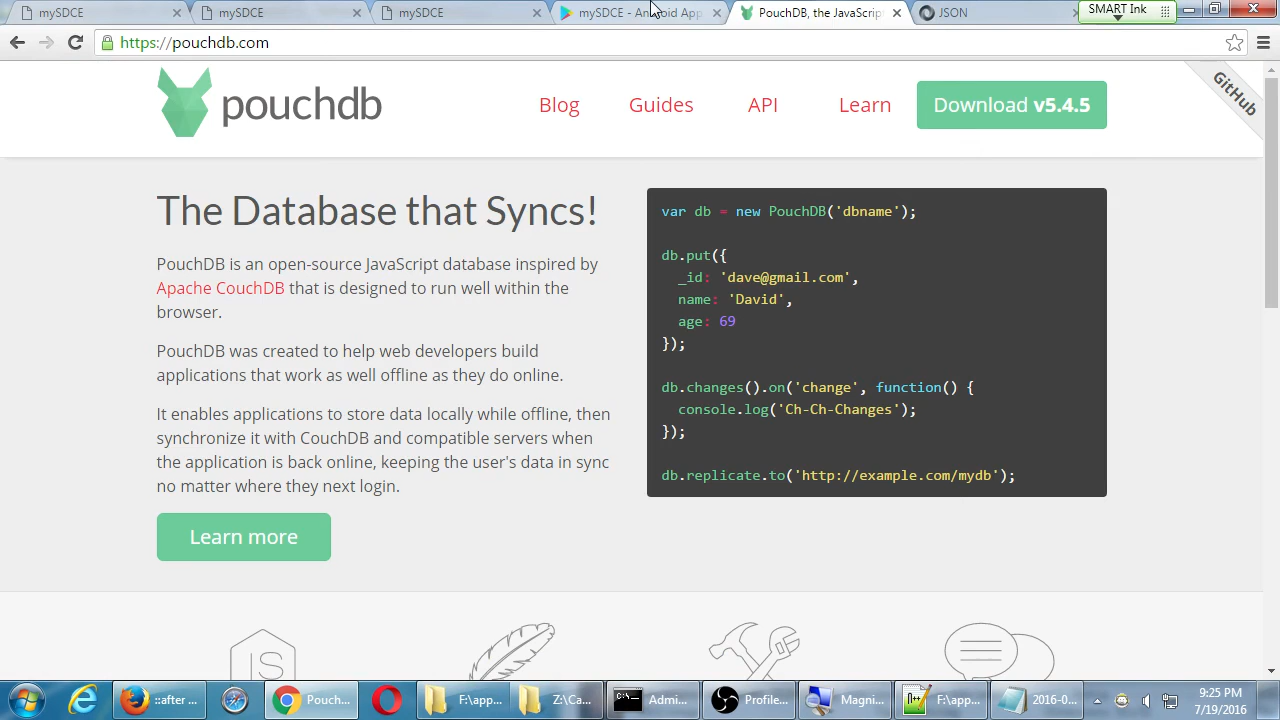 mySDCE
mySDCE
mySDCE
mySDCE - Android App
PouchDB, the JavaScript
JSON
SMART Ink
https://pouchdb.com
pouchdb
Blog
Guides
API
Learn
Download v5.4.5
GitHub
The Database that Syncs!
PouchDB is an open-source JavaScript database inspired by
Apache CouchDB that is designed to run well within the
browser.
PouchDB was created to help web developers build
applications that work as well offline as they do online.
It enables applications to store data locally while offline, then
synchronize it with CouchDB and compatible servers when
the application is back online, keeping the user's data in sync
no matter where they next login.
Learn more
var db = new PouchDB('dbname');
db.put({
_id: 'dave@gmail.com',
name: 'David',
age: 69
});
db.changes().on('change', function() {
console.log('Ch-Ch-Changes');
});
db.replicate.to('http://example.com/mydb');
JS
::after ...
Pouch...
F:\app...
Z:\Ca...
Admi...
Profile...
Magni...
F:\app...
2016-0...
9:25 PM
7/19/2016